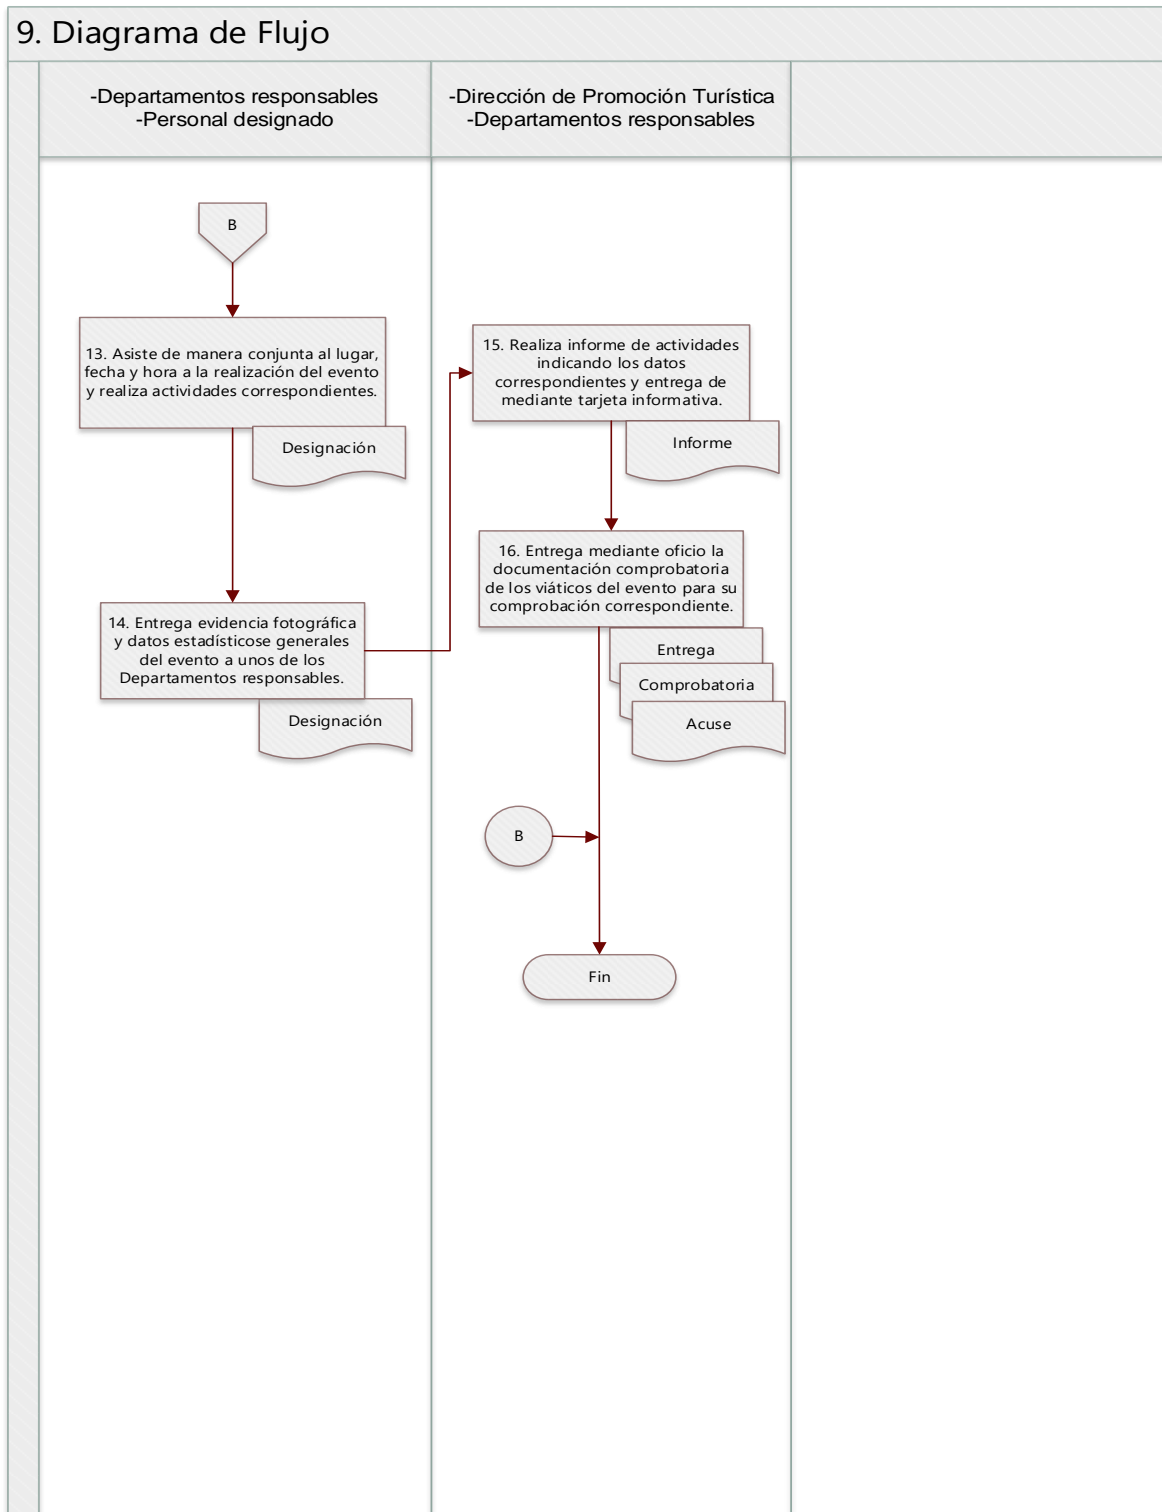 9. Diagrama de Flujo
-Departamentos responsables
-Personal designado
-Dirección de Promoción Turística
-Departamentos responsables
B
13. Asiste de manera conjunta al lugar,
fecha y hora a la realización del evento
y realiza actividades correspondientes.
Designación
14. Entrega evidencia fotográfica
y datos estadísticose generales
del evento a unos de los
Departamentos responsables.
Designación
15. Realiza informe de actividades
indicando los datos
correspondientes y entrega de
mediante tarjeta informativa.
Informe
16. Entrega mediante oficio la
documentación comprobatoria
de los viáticos del evento para su
comprobación correspondiente.
Entrega
Comprobatoria
Acuse
B
Fin